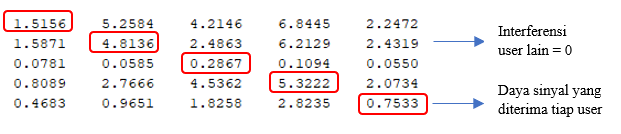 1.5156 5.2584 4.2146 6.8445 2.2472
1.5871 4.8136 2.4863 6.2129 2.4319
0.0781 0.0585 0.2867 0.1094 0.0550
0.8089 2.7666 4.5362 5.3222 2.0734
0.4683 0.9651 1.8258 2.8235 0.7533
Interferensi
user lain = 0
Daya sinyal yang
diterima tiap user